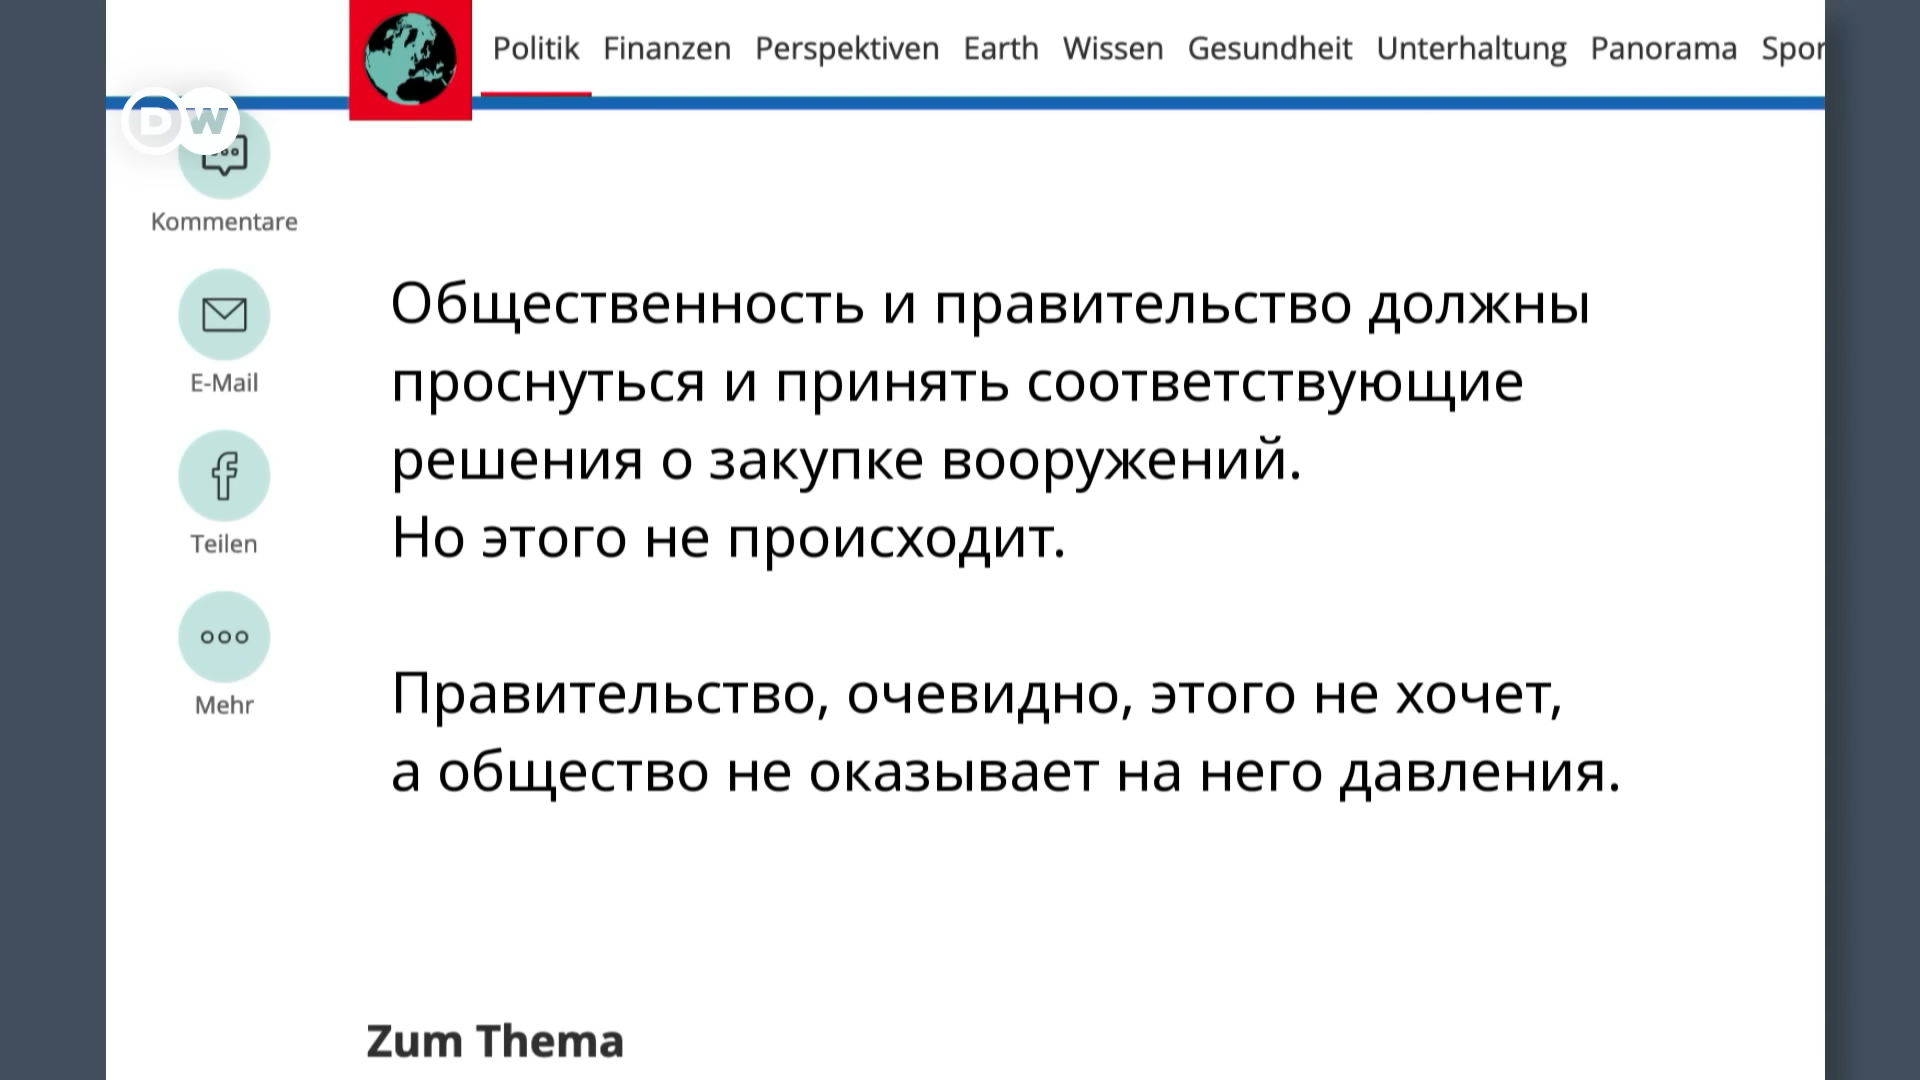 Politik Finanzen Perspektiven Earth Wissen Gesundheit Unterhaltung Panorama
DW
Kommentare
E-Mail
Teilen
Mehr
Общественность и правительство должны
проснуться и принять соответствующие
решения о закупке вооружений.
Но этого не происходит.
Правительство, очевидно, этого не хочет,
а общество не оказывает на него давления.
Zum Thema